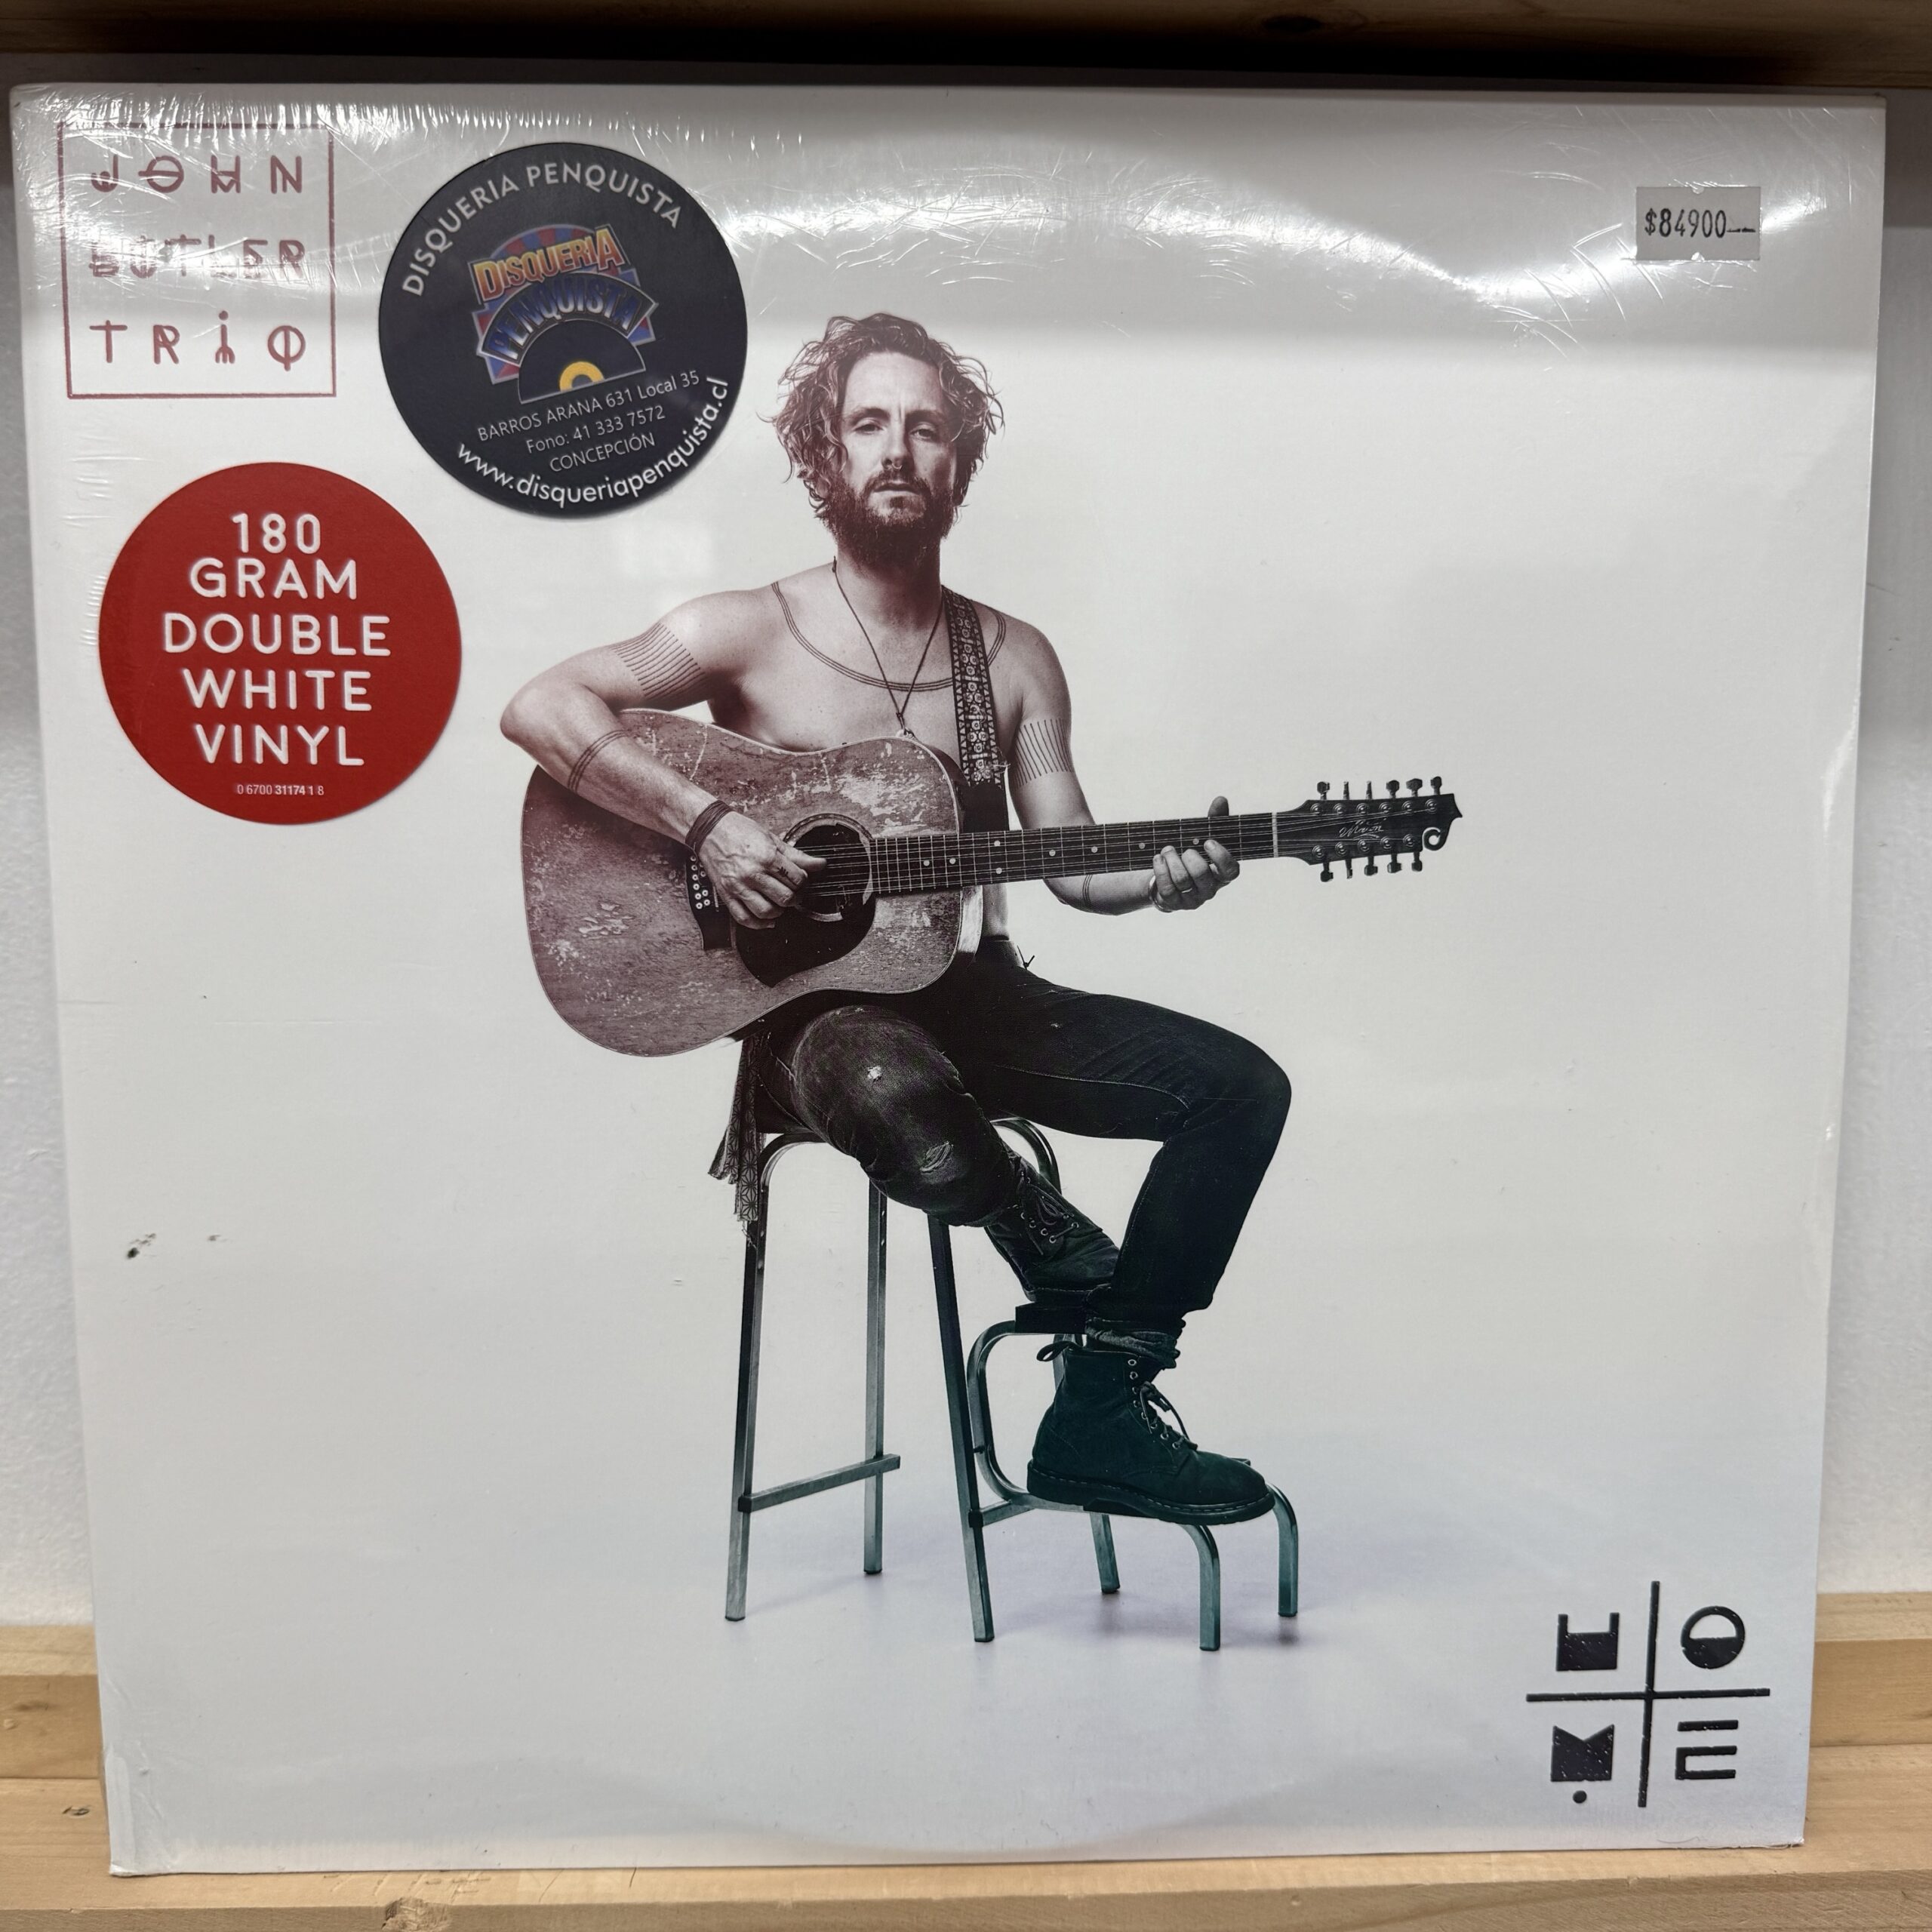 JOHN
BUTLER
TRIO
DISQUERIA PENQUISTA
DISQUERIA
PENQUISTA
BARROS ARANA 631 Local 35
Fono: 41 333 7572
CONCEPCIÓN
www.disqueriapenquista.cl
$84900
180
GRAM
DOUBLE
WHITE
VINYL
0 6700 31174 1 8
HO
ME